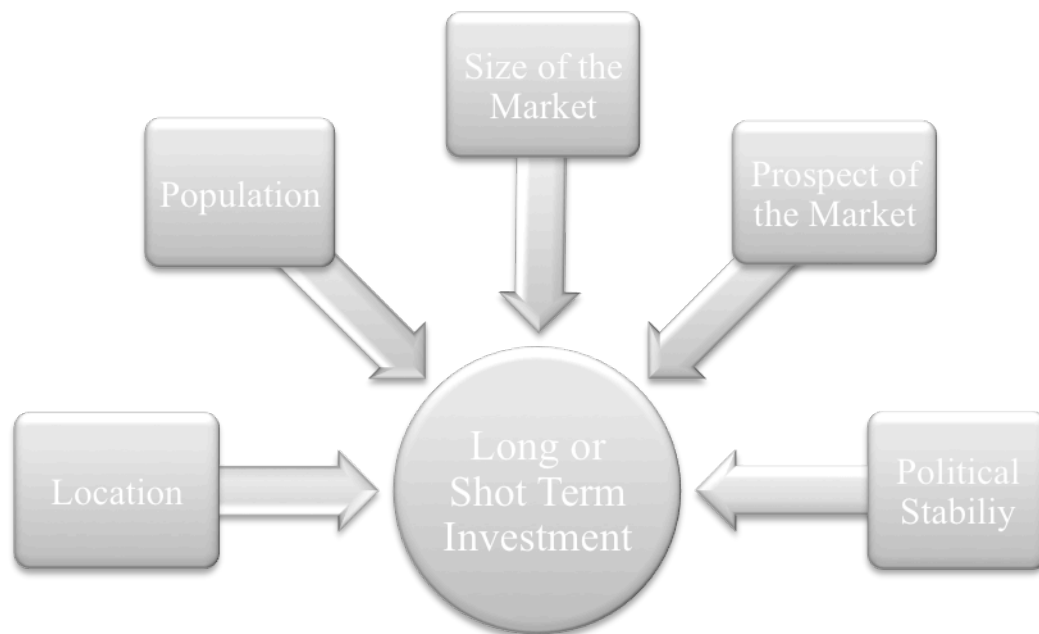 Size of the
Market
Population
Prospect of
the Market
Location
Long or
Shot Term
Investment
Political
Stabiliy